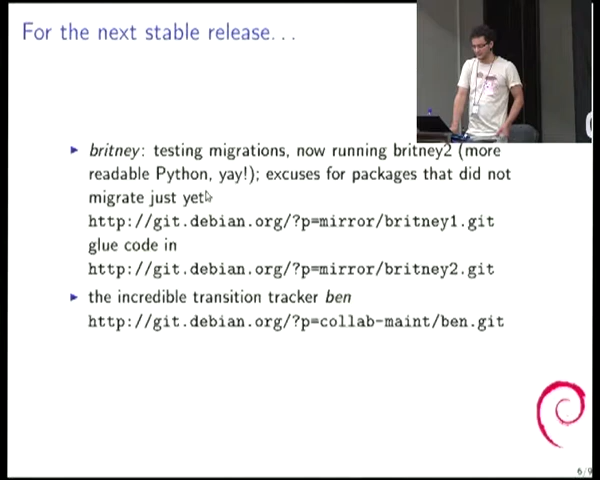 For the next stable release...
▶ britney: testing migrations, now running britney2 (more
readable Python, yay!); excuses for packages that did not
migrate just yet
http://git.debian.org/?p=mirror/britney1.git
glue code in
http://git.debian.org/?p=mirror/britney2.git
▶ the incredible transition tracker ben
http://git.debian.org/?p=collab-maint/ben.git
6/9